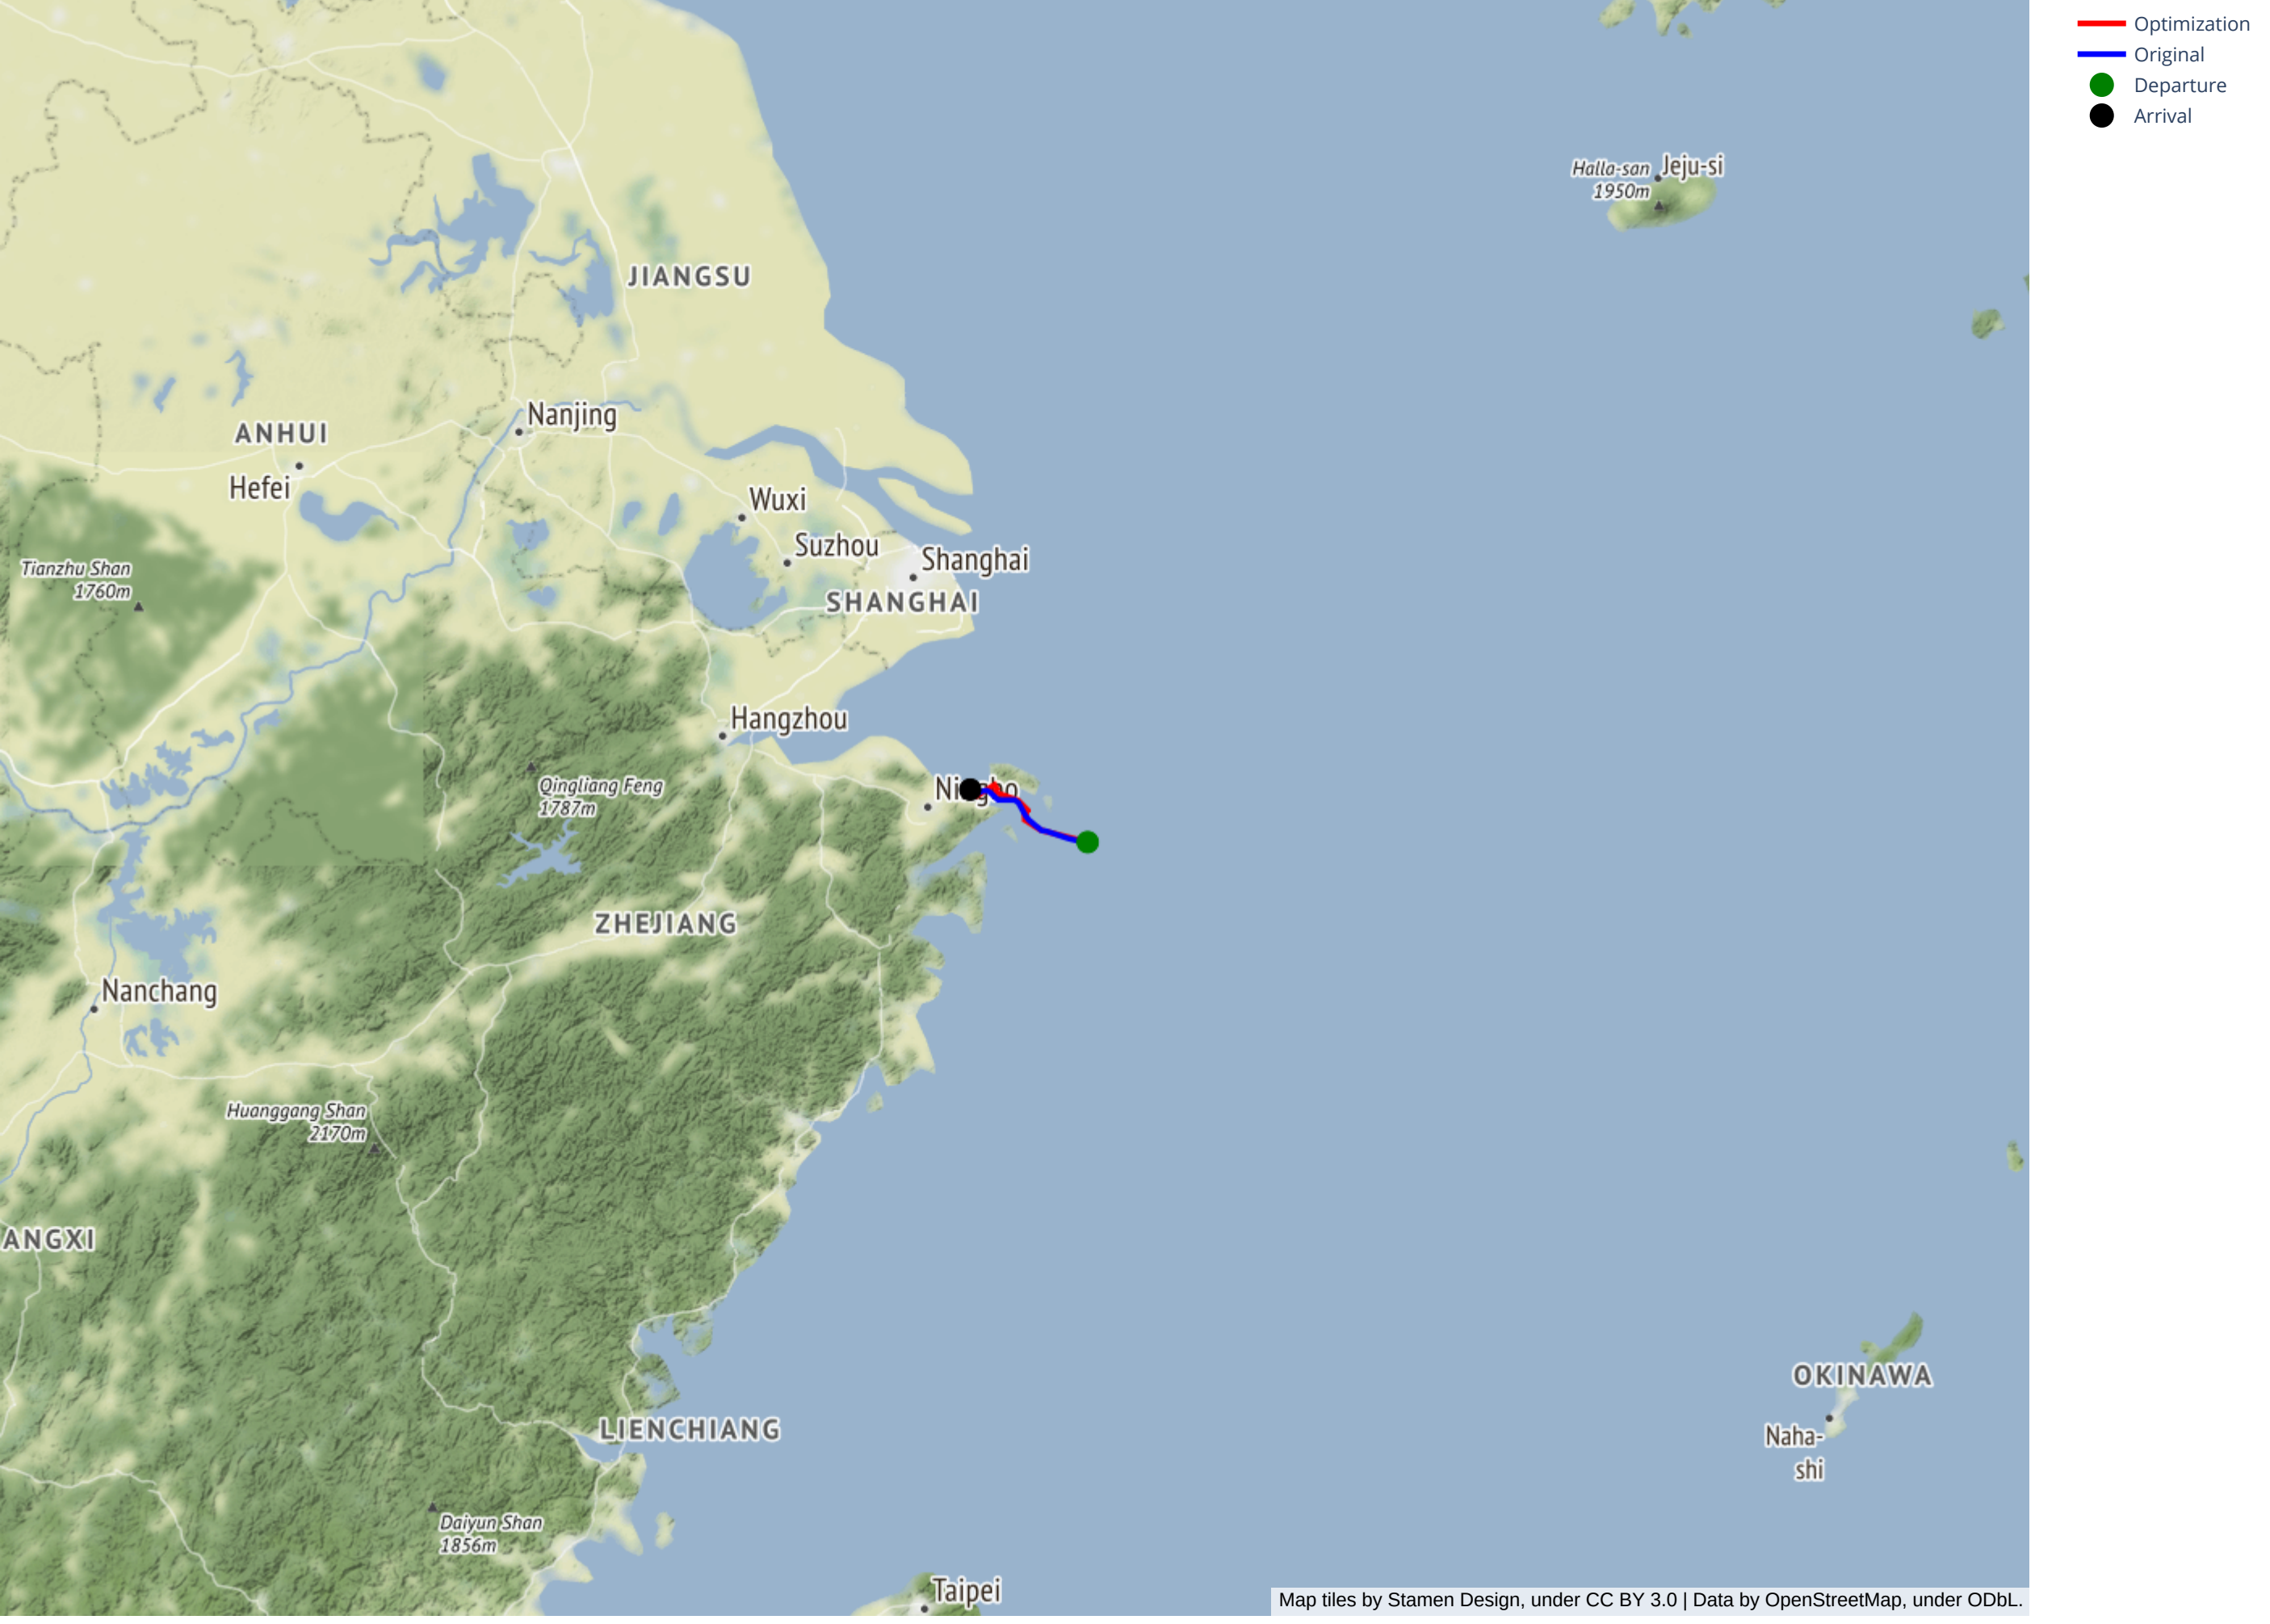 Optimization
Original
Departure
Arrival
Halla-san
1950m
Jeju-si
JIANGSU
Nanjing
ANHUI
Hefei
Wuxi
Suzhou
Shanghai
SHANGHAI
Tianzhu Shan
1760m
Hangzhou
Qingliang Feng
1787m
Ningbo
ZHEJIANG
Nanchang
Huanggang Shan
2170m
ANGXI
OKINAWA
Naha-
shi
LIENCHIANG
Daiyun Shan
1856m
Taipei
Map tiles by Stamen Design, under CC BY 3.0 | Data by OpenStreetMap, under ODbL.